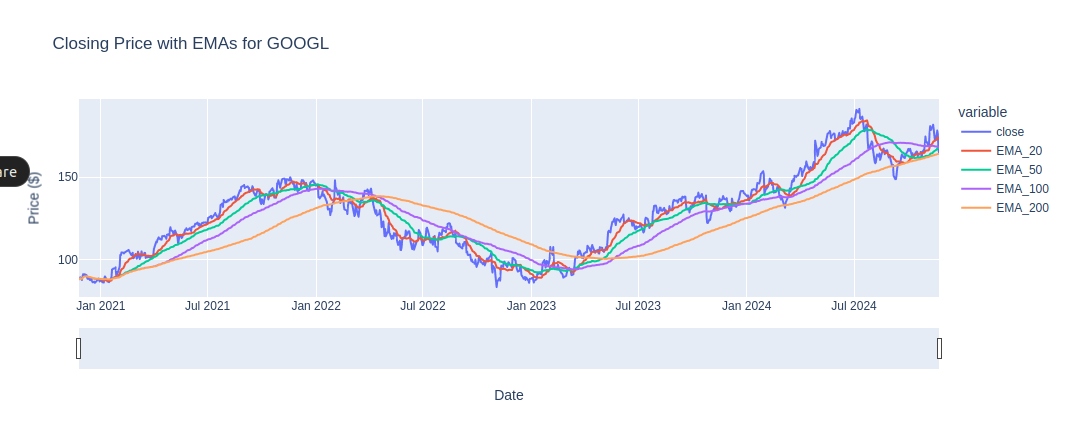 Closing Price with EMAs for GOOGL
variable
close
EMA_20
EMA_50
EMA_100
EMA_200
are
Price ($)
150
100
Jan 2021
Jul 2021
Jan 2022
Jul 2022
Jan 2023
Jul 2023
Jan 2024
Jul 2024
Date